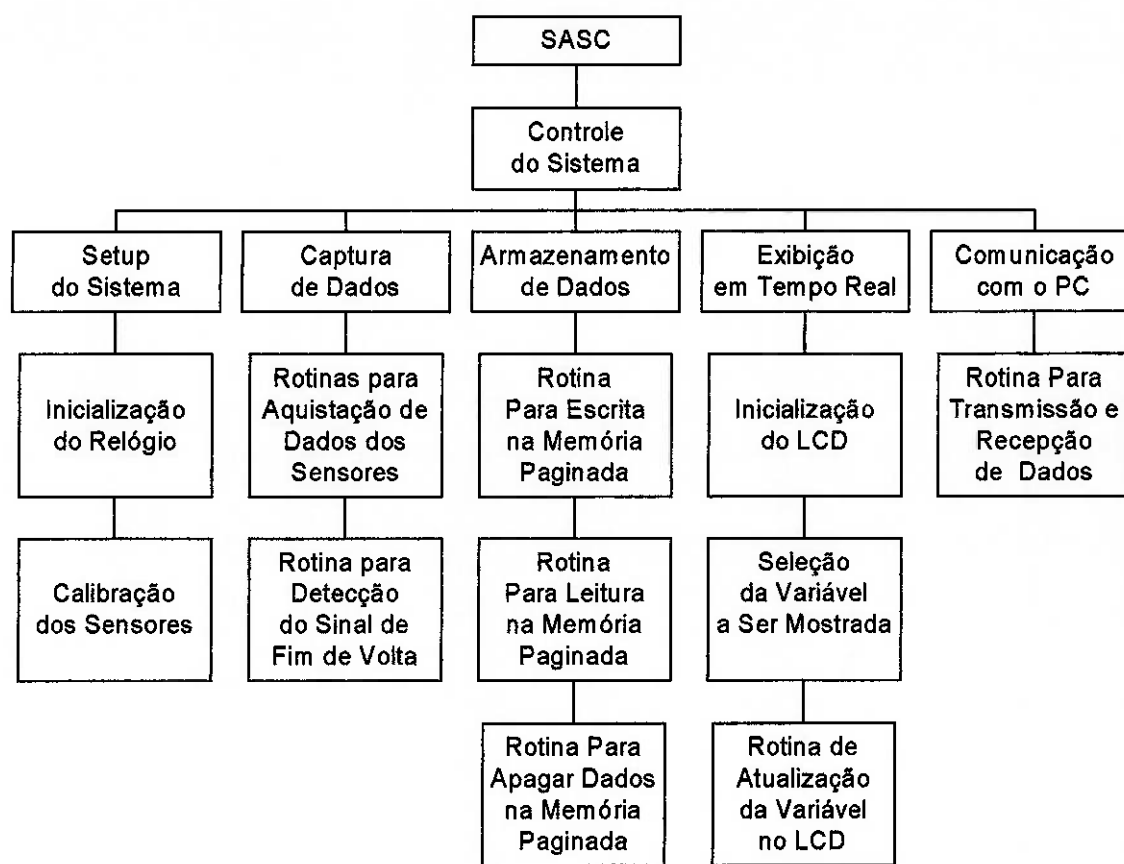 SASC
Controle
do Sistema
Setup
do Sistema
Captura
de Dados
Armazenamento
de Dados
Exibição
em Tempo Real
Comunicação
com o PC
Inicialização
do Relógio
Rotinas para
Aquistação de
Dados dos
Sensores
Rotina
Para Escrita
na Memória
Paginada
Inicialização
do LCD
Rotina Para
Transmissão e
Recepção
de Dados
Calibração
dos Sensores
Rotina para
Detecção
do Sinal de
Fim de Volta
Rotina
Para Leitura
na Memória
Paginada
Seleção
da Variável
a Ser Mostrada
Rotina Para
Apagar Dados
na Memória
Paginada
Rotina de
Atualização
da Variável
no LCD